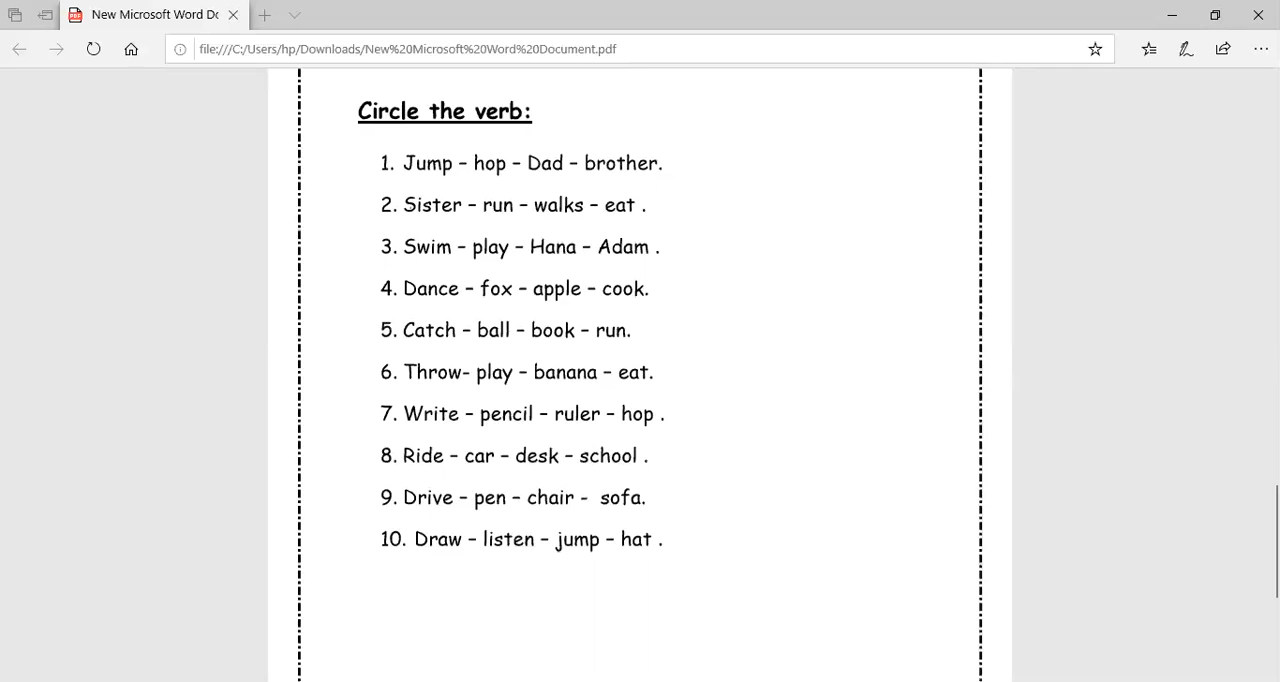 New Microsoft Word Do
file:///C:/Users/hp/Downloads/New%20Microsoft%20Word%20Document.pdf
Circle the verb:
1. Jump – hop – Dad – brother.
2. Sister – run – walks – eat .
3. Swim – play – Hana – Adam .
4. Dance – fox – apple – cook.
5. Catch – ball – book – run.
6. Throw- play – banana – eat.
7. Write – pencil – ruler – hop .
8. Ride – car – desk – school .
9. Drive – pen – chair - sofa.
10. Draw – listen – jump – hat .